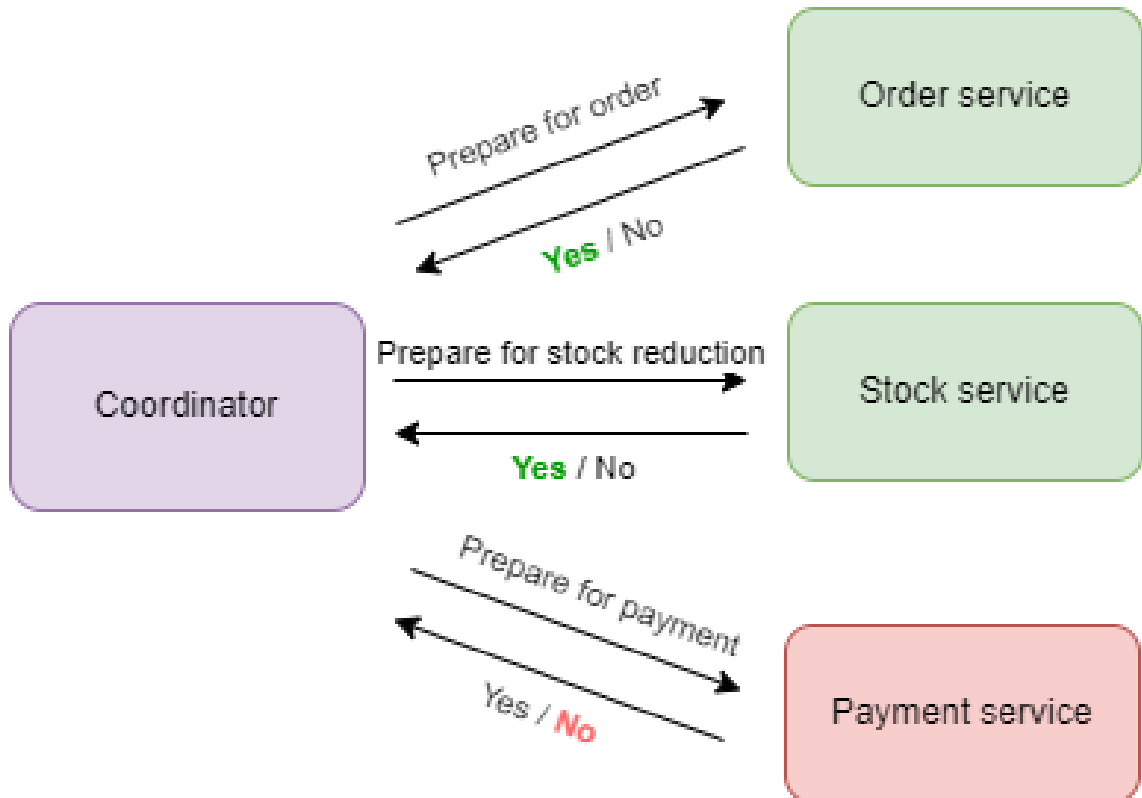 Order service
Prepare for order
Yes / No
Prepare for stock reduction
Coordinator
Stock service
Yes / No
Prepare for payment
Yes / No
Payment service